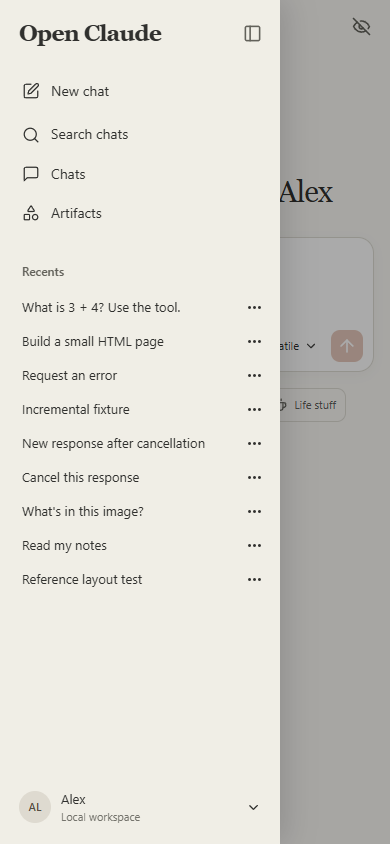 Open Claude
New chat
Search chats
Chats
Artifacts
Recents
What is 3 + 4? Use the tool.
Build a small HTML page
Request an error
Incremental fixture
New response after cancellation
Cancel this response
What's in this image?
Read my notes
Reference layout test
AL
Alex
Local workspace
Alex
atile
Life stuff